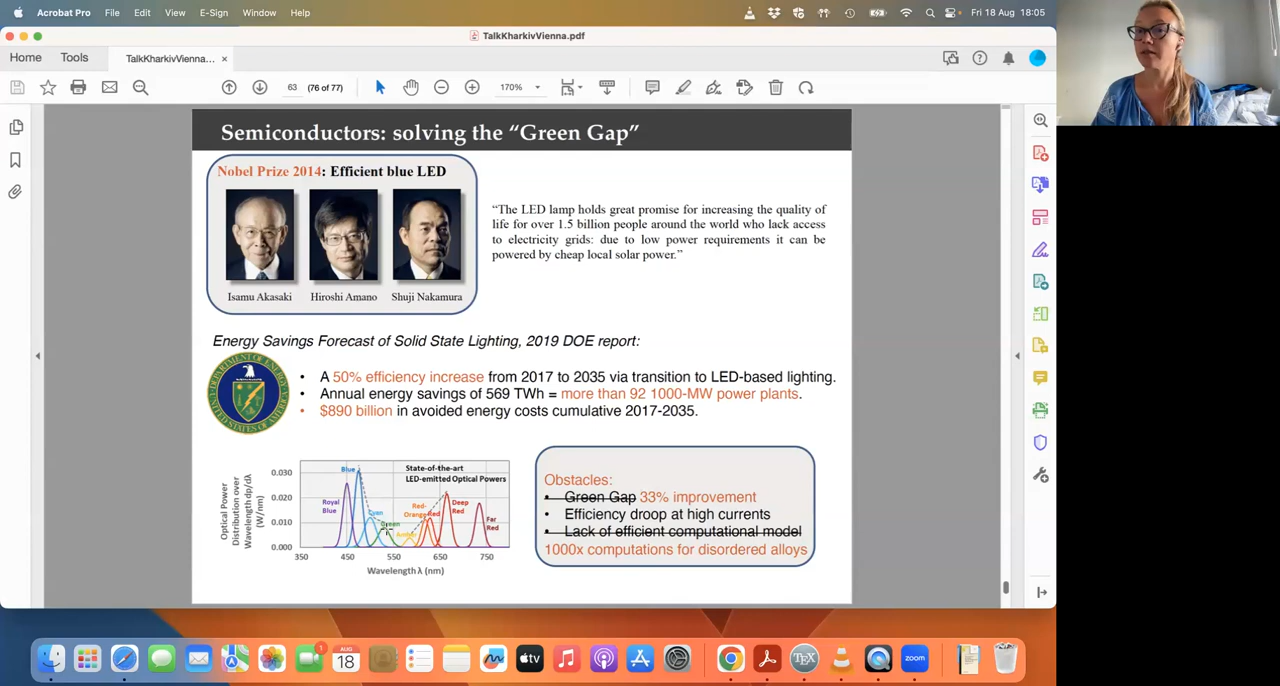 Acrobat Pro File Edit View E-Sign Window Help Fri 18 Aug 18:05
TalkKharkivVienna.pdf
Home Tools TalkKharkivVienna... ×
63 (76 of 77) 170%
Semiconductors: solving the “Green Gap”
Nobel Prize 2014: Efficient blue LED
Isamu Akasaki Hiroshi Amano Shuji Nakamura
“The LED lamp holds great promise for increasing the quality of
life for over 1.5 billion people around the world who lack access
to electricity grids: due to low power requirements it can be
powered by cheap local solar power.”
Energy Savings Forecast of Solid State Lighting, 2019 DOE report:
• A 50% efficiency increase from 2017 to 2035 via transition to LED-based lighting.
• Annual energy savings of 569 TWh = more than 92 1000-MW power plants.
• $890 billion in avoided energy costs cumulative 2017-2035.
Optical Power
Distribution over
Wavelength dp/dλ
(W/nm)
0.030
0.020
0.010
0.000
350 450 550 650 750
Wavelength λ (nm)
State-of-the-art
LED-emitted Optical Powers
Royal
Blue
Blue
Cyan
Green
Amber
Red-
Orange
Red
Deep
Red
Far
Red
Obstacles:
• Green Gap 33% improvement
• Efficiency droop at high currents
• Lack of efficient computational model
1000x computations for disordered alloys
AUG
18
1
tv
TEX
zoom